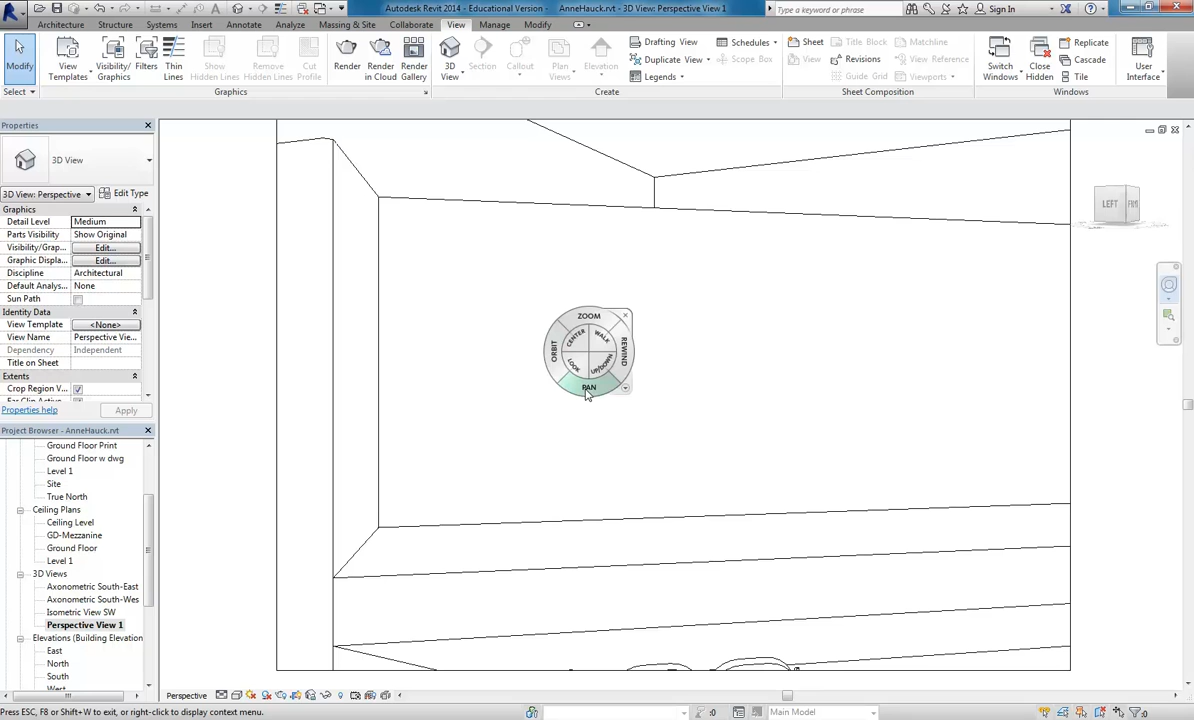 Autodesk Revit 2014 - Educational Version - AnneHauck.rvt - 3D View: Perspective View 1
Type a keyword or phrase
Sign In
Architecture Structure Systems Insert Annotate Analyze Massing & Site Collaborate View Manage Modify
Modify
View Templates
Visibility/ Graphics
Filters
Thin Lines
Show Hidden Lines
Remove Hidden Lines
Cut Profile
Render
Render in Cloud
Render Gallery
3D View
Section
Callout
Plan Views
Elevation
Drafting View
Duplicate View
Legends
Schedules
Scope Box
Sheet
View
Title Block
Revisions
Guide Grid
Matchline
View Reference
Viewports
Switch Windows
Close Hidden
Replicate
Cascade
Tile
User Interface
Select
Graphics
Create
Sheet Composition
Windows
Properties
3D View
3D View: Perspective
Edit Type
Graphics
Detail Level Medium
Parts Visibility Show Original
Visibility/Grap... Edit...
Graphic Displa... Edit...
Discipline Architectural
Default Analys... None
Sun Path
Identity Data
View Template <None>
View Name Perspective Vie...
Dependency Independent
Title on Sheet
Extents
Crop Region V...
Properties help
Apply
Project Browser - AnneHauck.rvt
Ground Floor Print
Ground Floor w dwg
Level 1
Site
True North
Ceiling Plans
Ceiling Level
GD-Mezzanine
Ground Floor
Level 1
3D Views
Axonometric South-East
Axonometric South-Wes
Isometric View SW
Perspective View 1
Elevations (Building Elevation
East
North
South
West
ZOOM
CENTER
WALK
ORBIT
REWIND
LOOK
UP/DOWN
PAN
LEFT
Perspective
Press ESC, F8 or Shift+W to exit, or right-click to display context menu.
:0
Main Model
:0